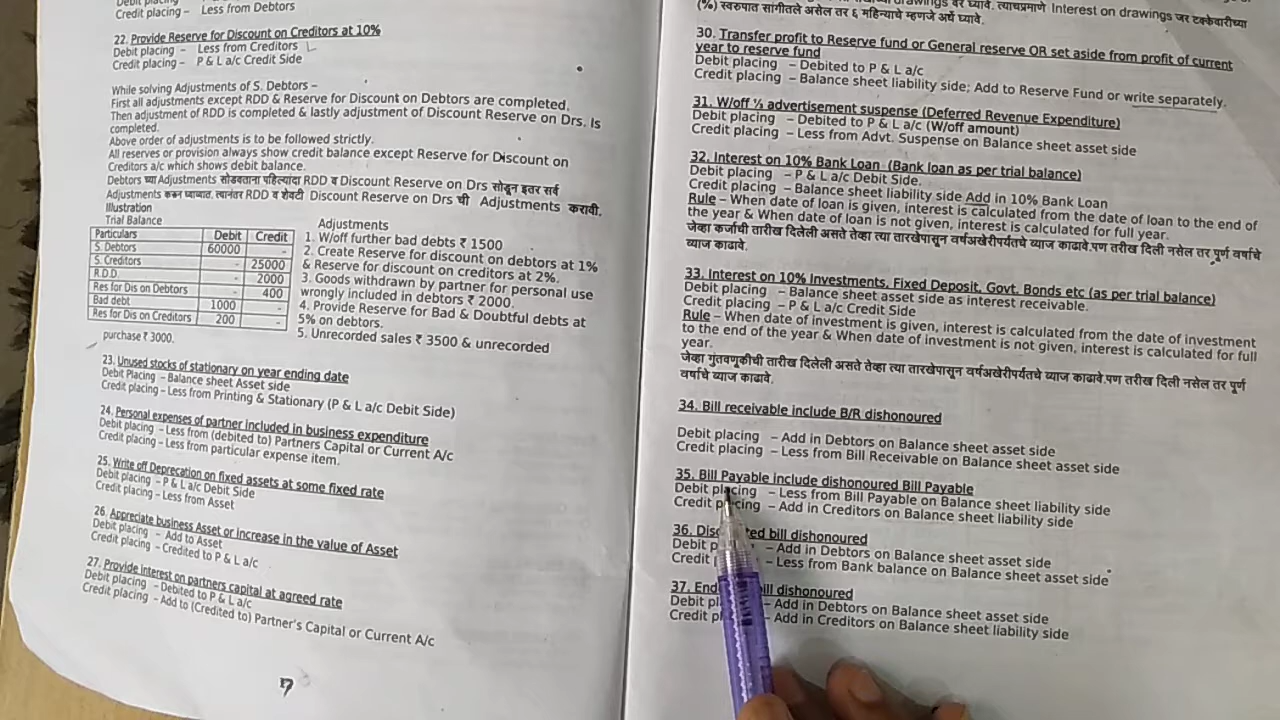 Credit placing – Less from Debtors
22. Provide Reserve for Discount on Creditors at 10%
Debit placing – Less from Creditors
Credit placing – P & L a/c Credit Side
While solving Adjustments of S. Debtors –
First all adjustments except RDD & Reserve for Discount on Debtors are completed.
Then adjustment of RDD is completed & lastly adjustment of Discount Reserve on Drs. Is
completed.
Above order of adjustments is to be followed strictly.
All reserves or provision always show credit balance except Reserve for Discount on
Creditors a/c which shows debit balance.
Debtors च्या Adjustments सोडवताना पहिल्यांदा RDD व Discount Reserve on Drs सोडून इतर सर्व
Adjustments करून घ्याव्यात. त्यानंतर RDD व शेवटी Discount Reserve on Drs ची Adjustments करावी.
Illustration
Trial Balance
Particulars Debit Credit
S. Debtors 60000 -
S. Creditors - 25000
R.D.D. - 2000
Res for Dis on Debtors - 400
Bad debt 1000 -
Res for Dis on Creditors 200 -
Adjustments
1. W/off further bad debts ₹ 1500
2. Create Reserve for discount on debtors at 1%
& Reserve for discount on creditors at 2%.
3. Goods withdrawn by partner for personal use
wrongly included in debtors ₹ 2000.
4. Provide Reserve for Bad & Doubtful debts at
5% on debtors.
5. Unrecorded sales ₹ 3500 & unrecorded
purchase ₹ 3000.
23. Unused stocks of stationary on year ending date
Debit Placing – Balance sheet Asset side
Credit placing – Less from Printing & Stationary (P & L a/c Debit Side)
24. Personal expenses of partner included in business expenditure
Debit placing – Less from (debited to) Partners Capital or Current A/c
Credit placing – Less from particular expense item.
25. Write off Deprecation on fixed assets at some fixed rate
Debit placing – P & L a/c Debit Side
Credit placing – Less from Asset
26. Appreciate business Asset or increase in the value of Asset
Debit placing – Add to Asset
Credit placing – Credited to P & L a/c
27. Provide interest on partners capital at agreed rate
Debit placing – Debited to P & L a/c
Credit placing – Add to (Credited to) Partner's Capital or Current A/c
वर घ्यावे. त्याचप्रमाणे Interest on drawings जर टक्केवारीच्या
(%) स्वरुपात सांगीतले असेल तर ६ महिन्याचे म्हणजे अर्धे घ्यावे.
30. Transfer profit to Reserve fund or General reserve OR set aside from profit of current
year to reserve fund
Debit placing – Debited to P & L a/c
Credit placing – Balance sheet liability side; Add to Reserve Fund or write separately.
31. W/off ⅓ advertisement suspense (Deferred Revenue Expenditure)
Debit placing – Debited to P & L a/c (W/off amount)
Credit placing – Less from Advt. Suspense on Balance sheet asset side
32. Interest on 10% Bank Loan (Bank loan as per trial balance)
Debit placing – P & L a/c Debit Side.
Credit placing – Balance sheet liability side Add in 10% Bank Loan
Rule – When date of loan is given, interest is calculated from the date of loan to the end of
the year & When date of loan is not given, interest is calculated for full year.
जेव्हा कर्जाची तारीख दिलेली असते तेव्हा त्या तारखेपासून वर्षअखेरीपर्यंतचे व्याज काढावे.पण तारीख दिली नसेल तर पूर्ण वर्षाचे
व्याज काढावे.
33. Interest on 10% Investments, Fixed Deposit, Govt. Bonds etc (as per trial balance)
Debit placing – Balance sheet asset side as interest receivable.
Credit placing – P & L a/c Credit Side
Rule – When date of investment is given, interest is calculated from the date of investment
to the end of the year & When date of investment is not given, interest is calculated for full
year.
जेव्हा गुंतवणूकीची तारीख दिलेली असते तेव्हा त्या तारखेपासून वर्षअखेरीपर्यंतचे व्याज काढावे.पण तारीख दिली नसेल तर पूर्ण
वर्षाचे व्याज काढावे.
34. Bill receivable include B/R dishonoured
Debit placing – Add in Debtors on Balance sheet asset side
Credit placing – Less from Bill Receivable on Balance sheet asset side
35. Bill Payable include dishonoured Bill Payable
Debit placing – Less from Bill Payable on Balance sheet liability side
Credit placing – Add in Creditors on Balance sheet liability side
36. bill dishonoured
Debit – Add in Debtors on Balance sheet asset side
Credit – Less from Bank balance on Balance sheet asset side
37. bill dishonoured
Debit – Add in Debtors on Balance sheet asset side
Credit – Add in Creditors on Balance sheet liability side